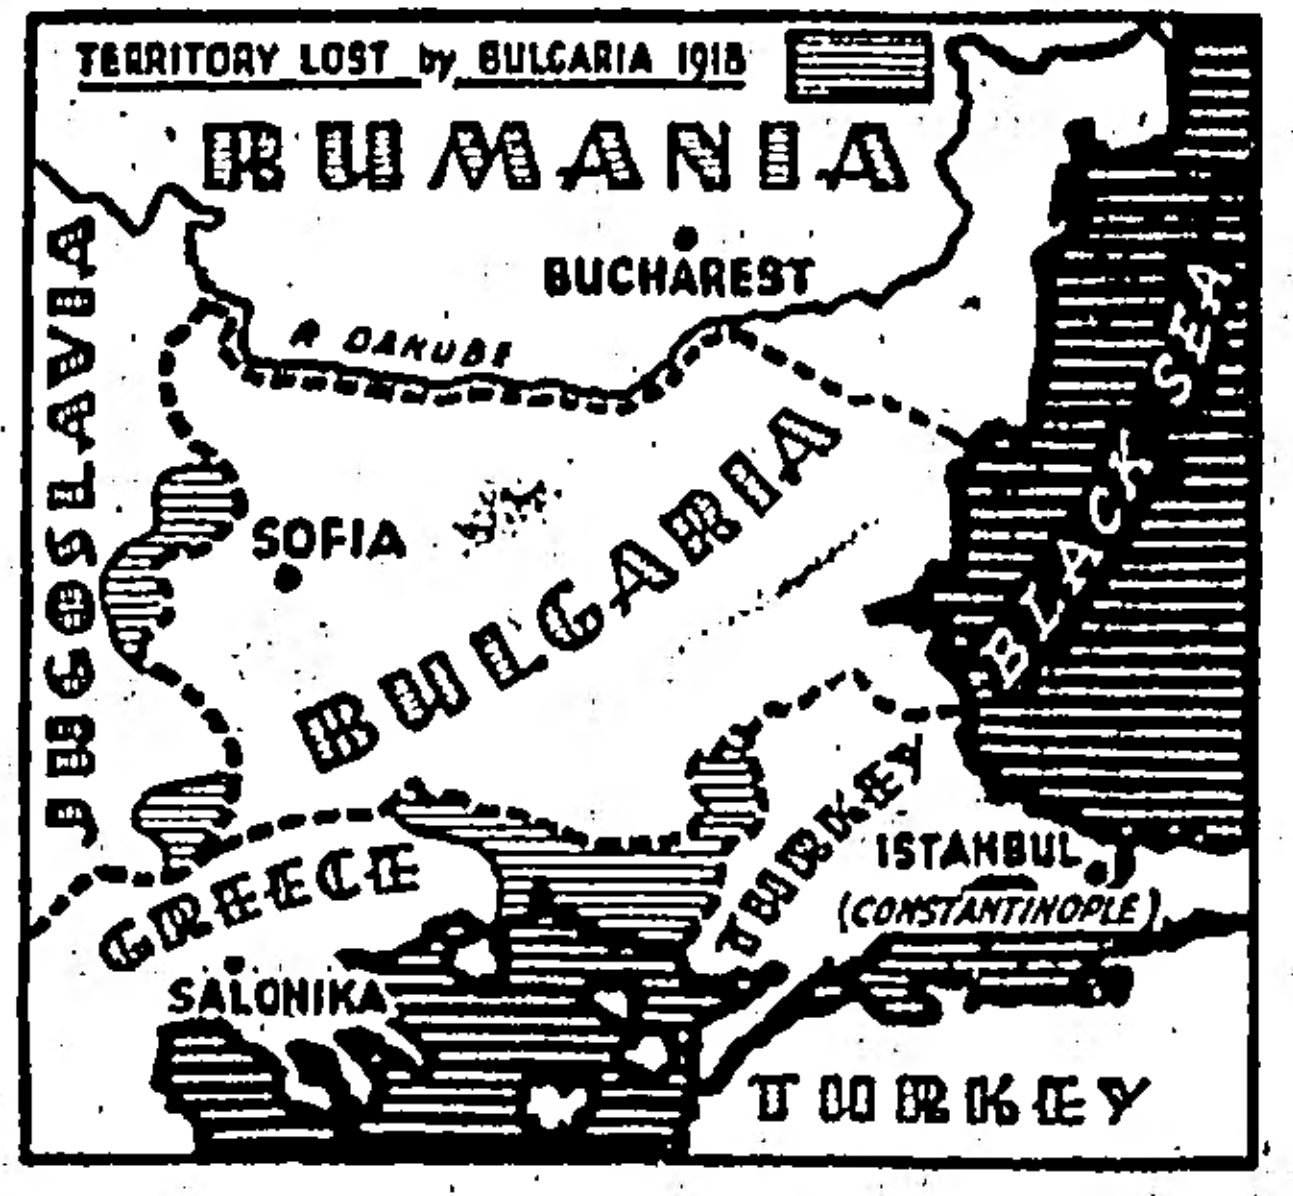 TERRITORY LOST by BULGARIA 1918
RUMANIA
BUCHAREST
R DANUBE
JUGOSLAVIA
BLACK SEA
SOFIA
BULGARIA
TURKEY
ISTANBUL
(CONSTANTINOPLE)
GREECE
SALONIKA
TURKEY